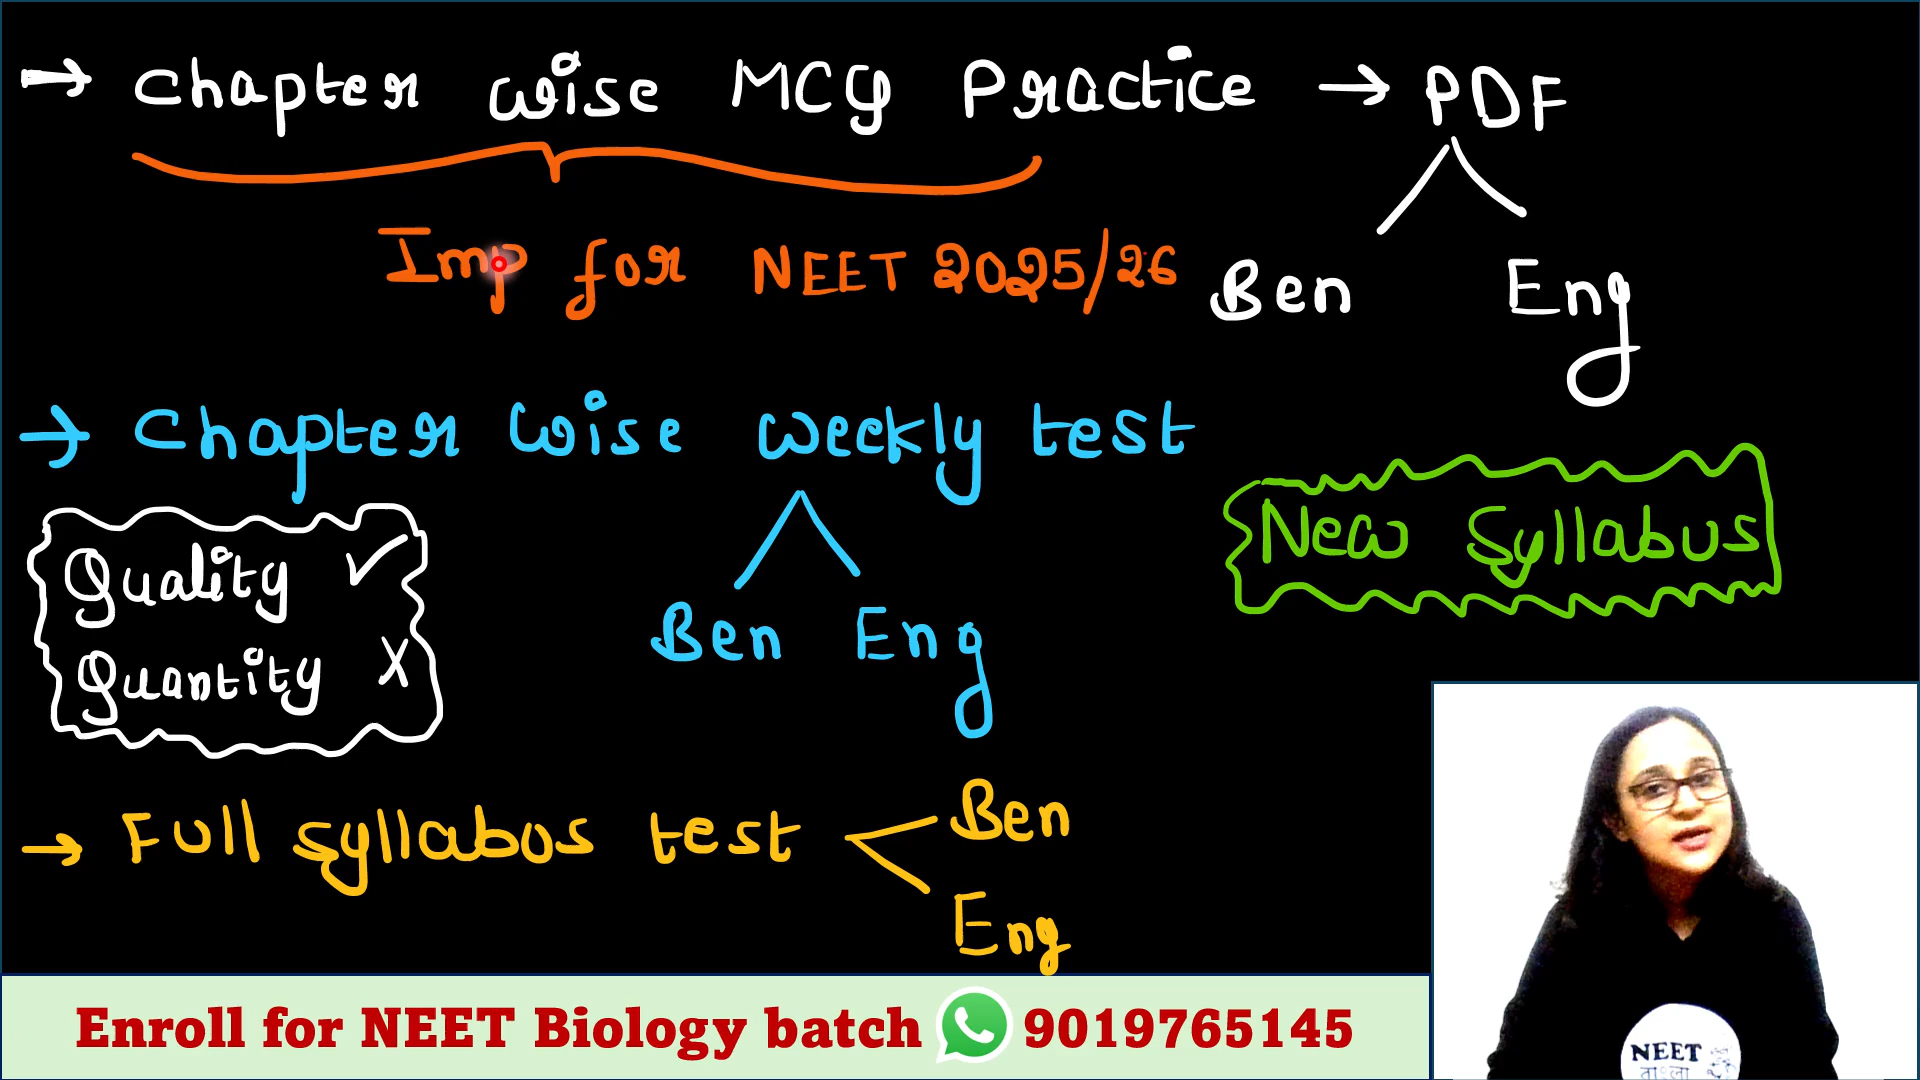 → Chapter wise MCQ Practice → PDF
Imp for NEET 2025/26
Ben Eng
→ Chapter wise weekly test
Ben Eng
New Syllabus
Quality ✓
Quantity X
→ Full syllabus test
Ben
Eng
Enroll for NEET Biology batch 9019765145
NEET
বাংলা